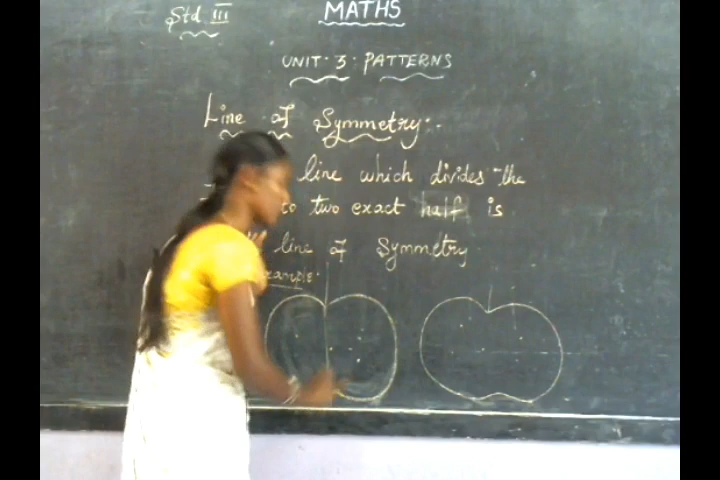 Std III
MATHS
UNIT. 3 : PATTERNS
Line of Symmetry:-
line which divides the
to two exact half is
line of Symmetry
example.